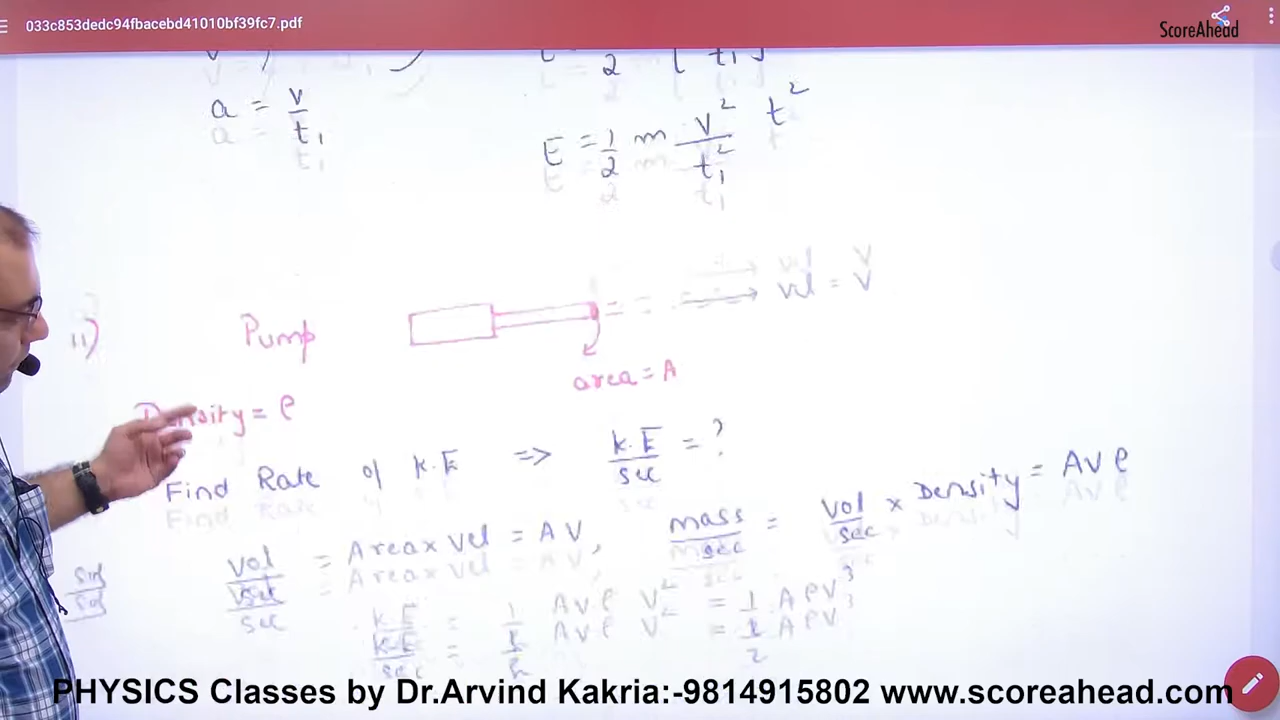 033c853dedc94fbacebd41010bf39fc7.pdf
ScoreAhead
a = v/t₁
E = 1/2 m v²/t₁² t²
11) Pump
vel = V
area = A
Density = ρ
Find Rate of K.E => K.E/sec = ?
Sol
vol/sec = Area x vel = AV, mass/sec = vol/sec x Density = AVρ
K.E/sec = 1/2 AVρ V² = 1/2 AρV³
PHYSICS Classes by Dr.Arvind Kakria:-9814915802 www.scoreahead.com